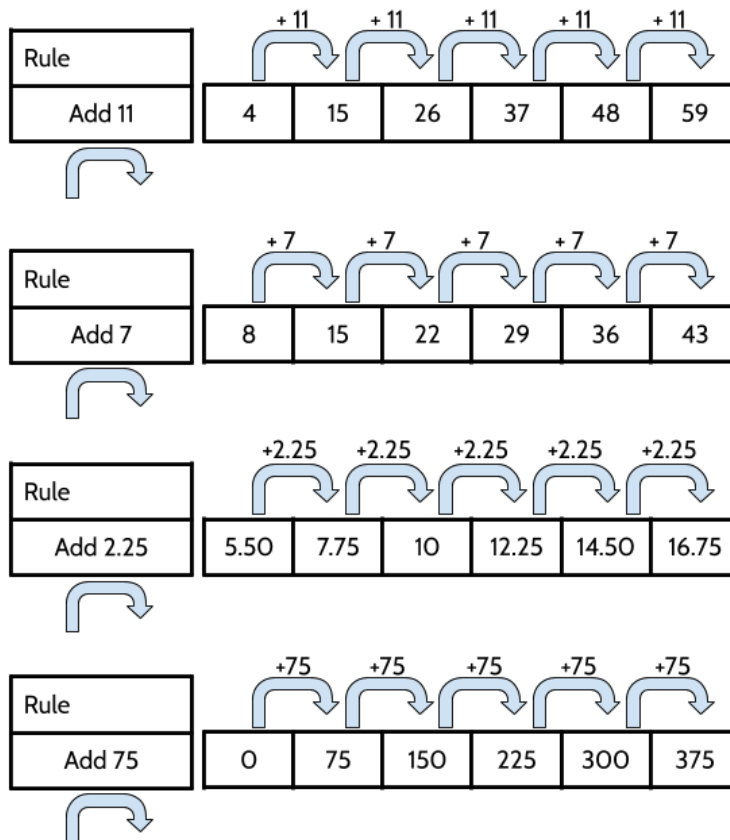 + 11 + 11 + 11 + 11 + 11
Rule
Add 11 4 15 26 37 48 59
+ 7 + 7 + 7 + 7 + 7
Rule
Add 7 8 15 22 29 36 43
+2.25 +2.25 +2.25 +2.25 +2.25
Rule
Add 2.25 5.50 7.75 10 12.25 14.50 16.75
+75 +75 +75 +75 +75
Rule
Add 75 0 75 150 225 300 375